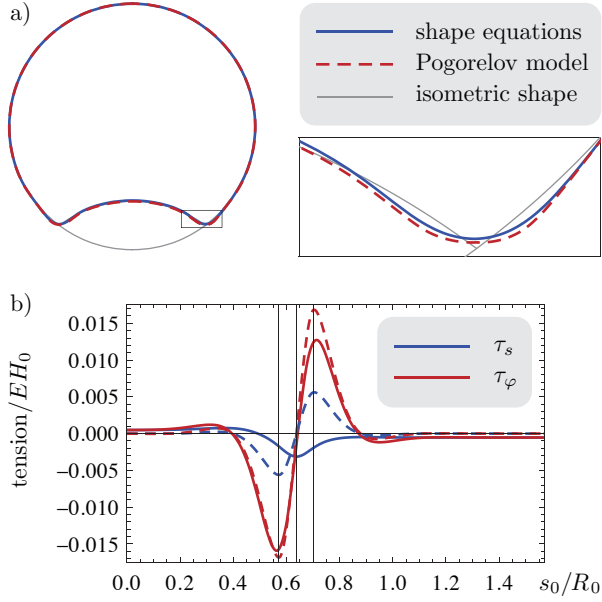 a)
shape equations
Pogorelov model
isometric shape
b)
tension/EH₀
0.015
0.010
0.005
0.000
−0.005
−0.010
−0.015
τₛ
τφ
0.0 0.2 0.4 0.6 0.8 1.0 1.2 1.4 s₀/R₀